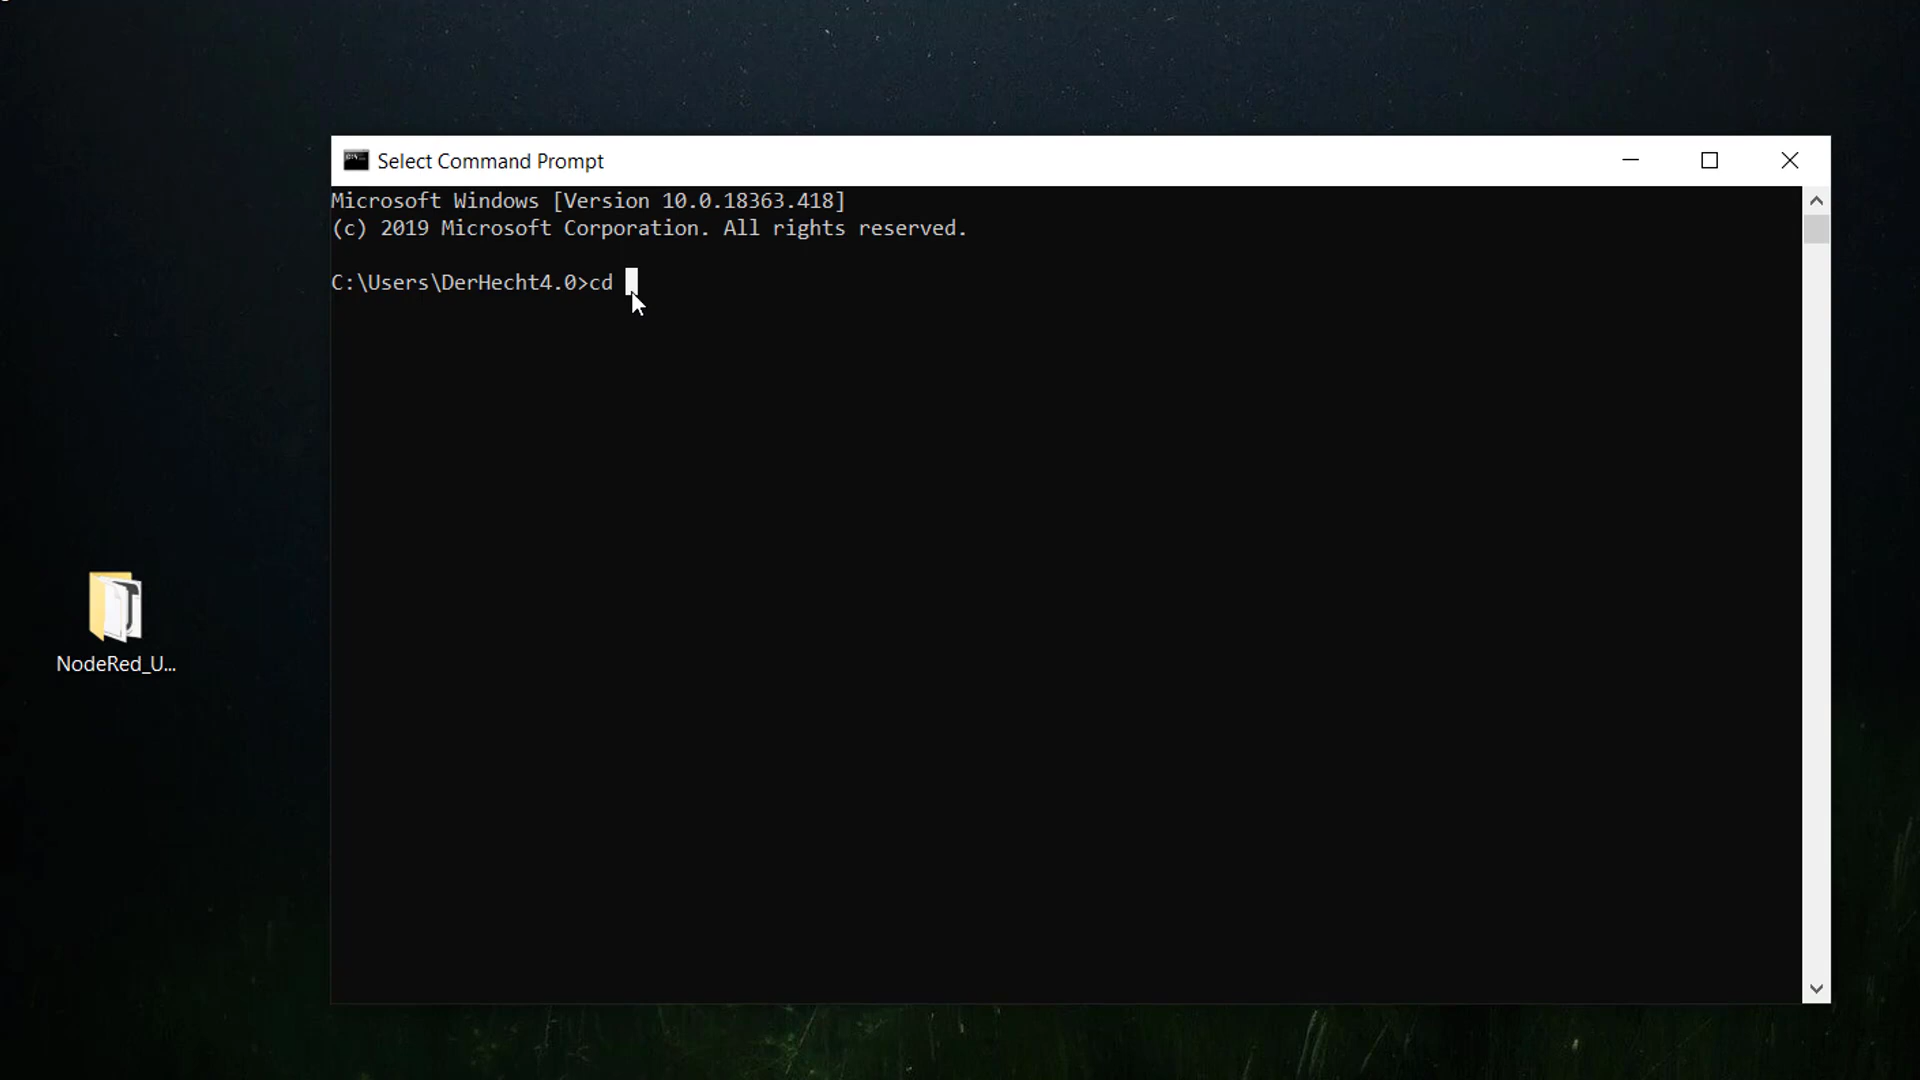 Select Command Prompt
Microsoft Windows [Version 10.0.18363.418]
(c) 2019 Microsoft Corporation. All rights reserved.
C:\Users\DerHecht4.0>cd
NodeRed_U...